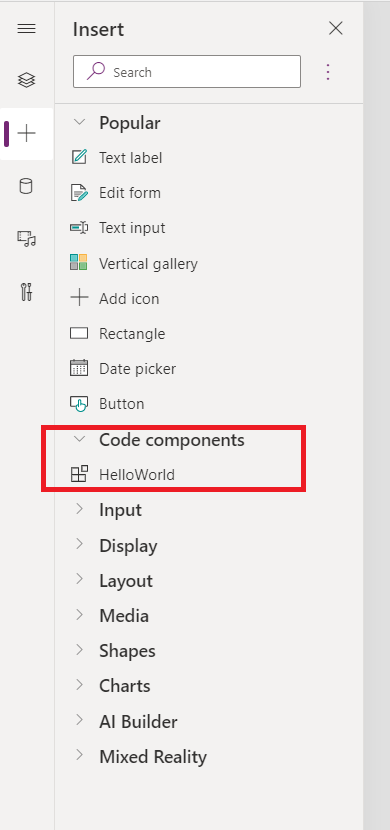 Insert
Search
Popular
Text label
Edit form
Text input
Vertical gallery
Add icon
Rectangle
Date picker
Button
Code components
HelloWorld
Input
Display
Layout
Media
Shapes
Charts
AI Builder
Mixed Reality